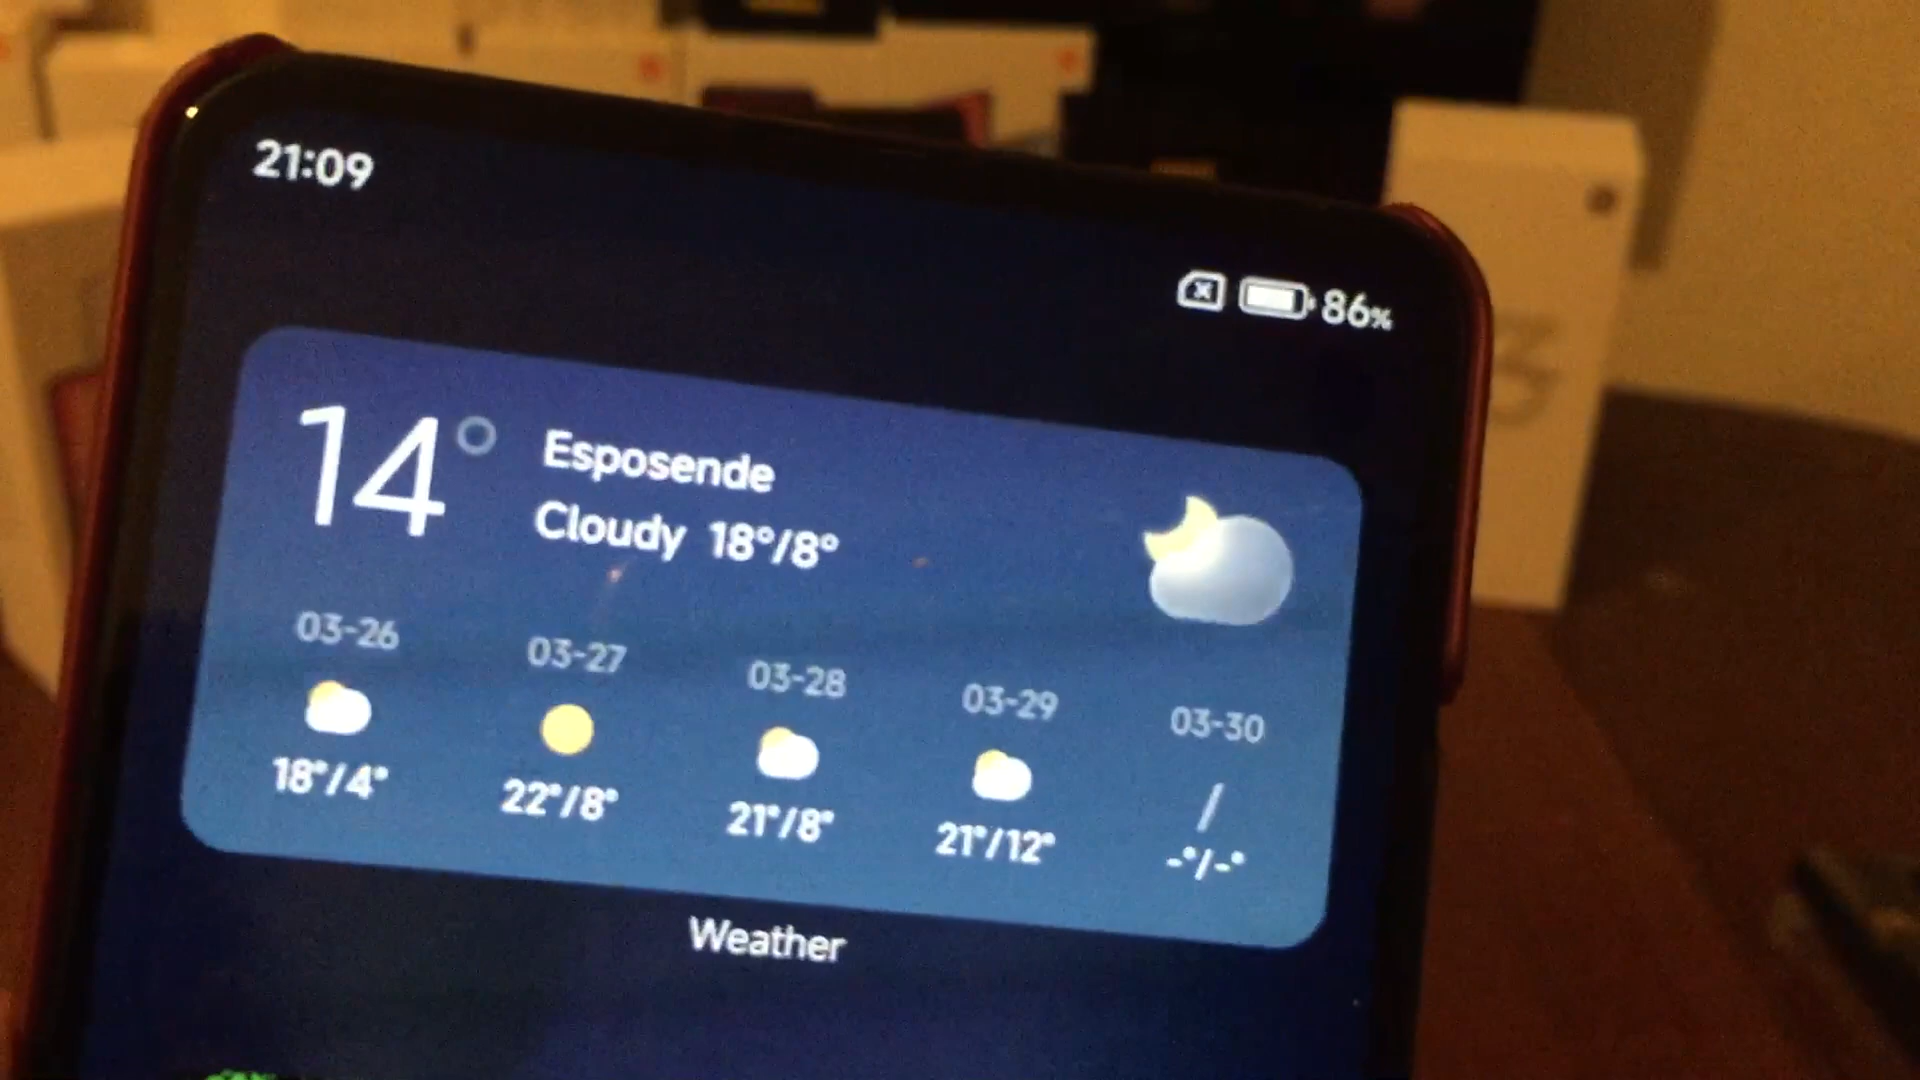 21:09
86%
14°
Esposende
Cloudy 18°/8°
03-26 03-27 03-28 03-29 03-30
18°/4° 22°/8° 21°/8° 21°/12° -°/-°
Weather
3